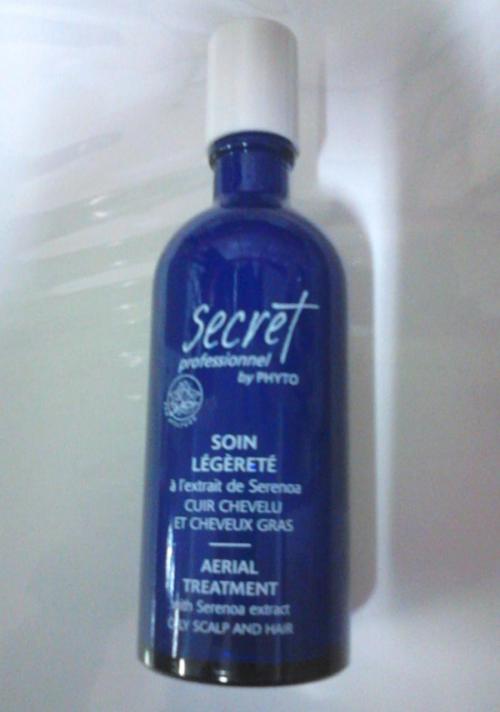 secret
professionnel
by PHYTO
SOIN
LÉGÈRETÉ
à l'extrait de Serenoa
CUIR CHEVELU
ET CHEVEUX GRAS
AERIAL
TREATMENT
with Serenoa extract
OILY SCALP AND HAIR